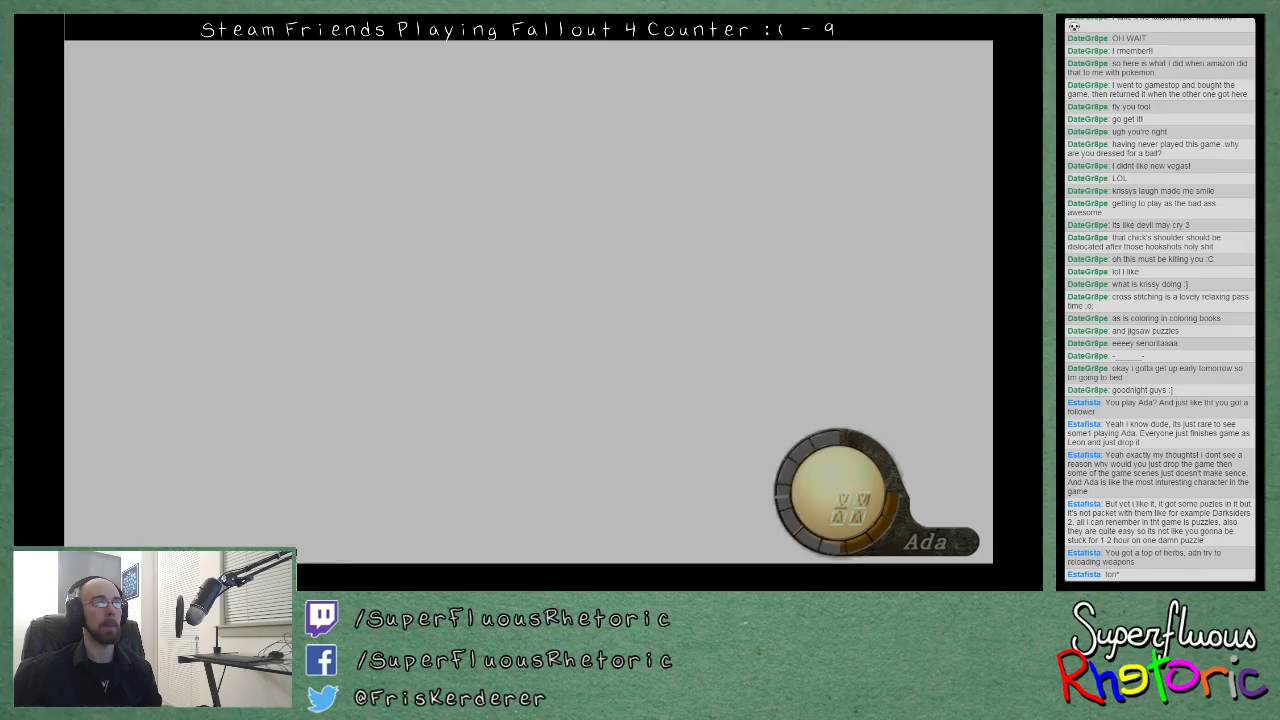 Steam Friends Playing Fallout 4 Counter :( - 9
DateGr8pe: OH WAIT
DateGr8pe: I rmember!!
DateGr8pe: so here is what I did when amazon did
that to me with pokemon
DateGr8pe: I went to gamestop and bought the
game, then returned it when the other one got here
DateGr8pe: fly you fool
DateGr8pe: go get it!
DateGr8pe: ugh you're right
DateGr8pe: having never played this game..why
are you dressed for a ball?
DateGr8pe: I didnt like new vegas!
DateGr8pe: LOL
DateGr8pe: krissys laugh made me smile
DateGr8pe: getting to play as the bad ass.
awesome
DateGr8pe: its like devil may cry 3
DateGr8pe: that chick's shoulder should be
dislocated after those hookshots holy shit
DateGr8pe: oh this must be killing you ;C
DateGr8pe: lol I like
DateGr8pe: what is krissy doing :]
DateGr8pe: cross stitching is a lovely relaxing pass
time ;o;
DateGr8pe: as is coloring in coloring books
DateGr8pe: and jigsaw puzzles
DateGr8pe: eeeey senoritaaaa
DateGr8pe: -______-
DateGr8pe: okay i gotta get up early tomorrow so
Im going to bed
DateGr8pe: goodnight guys :]
Estafista: You play Ada? And just like tht you got a
follower
Estafista: Yeah i know dude, its just rare to see
some1 playing Ada. Everyone just finishes game as
Leon and just drop it
Estafista: Yeah exactly my thoughts! I dont see a
reason why would you just drop the game then
some of the game scenes just doesn't make sence.
And Ada is like the most inturesting character in the
game
Estafista: But yet i like it, it got some puzles in it but
it's not packet with them like for example Darksiders
2, all I can remember in tht game is puzzles, also
they are quite easy so its not like you gonna be
stuck for 1-2 hour on one damn puzzle
Estafista: You got a top of herbs, adn try to
reloading weapons
Estafista: ton*
Ada
/SuperFluousRhetoric
/SuperFluousRhetoric
@FrisKerderer
Superfluous
Rhetoric